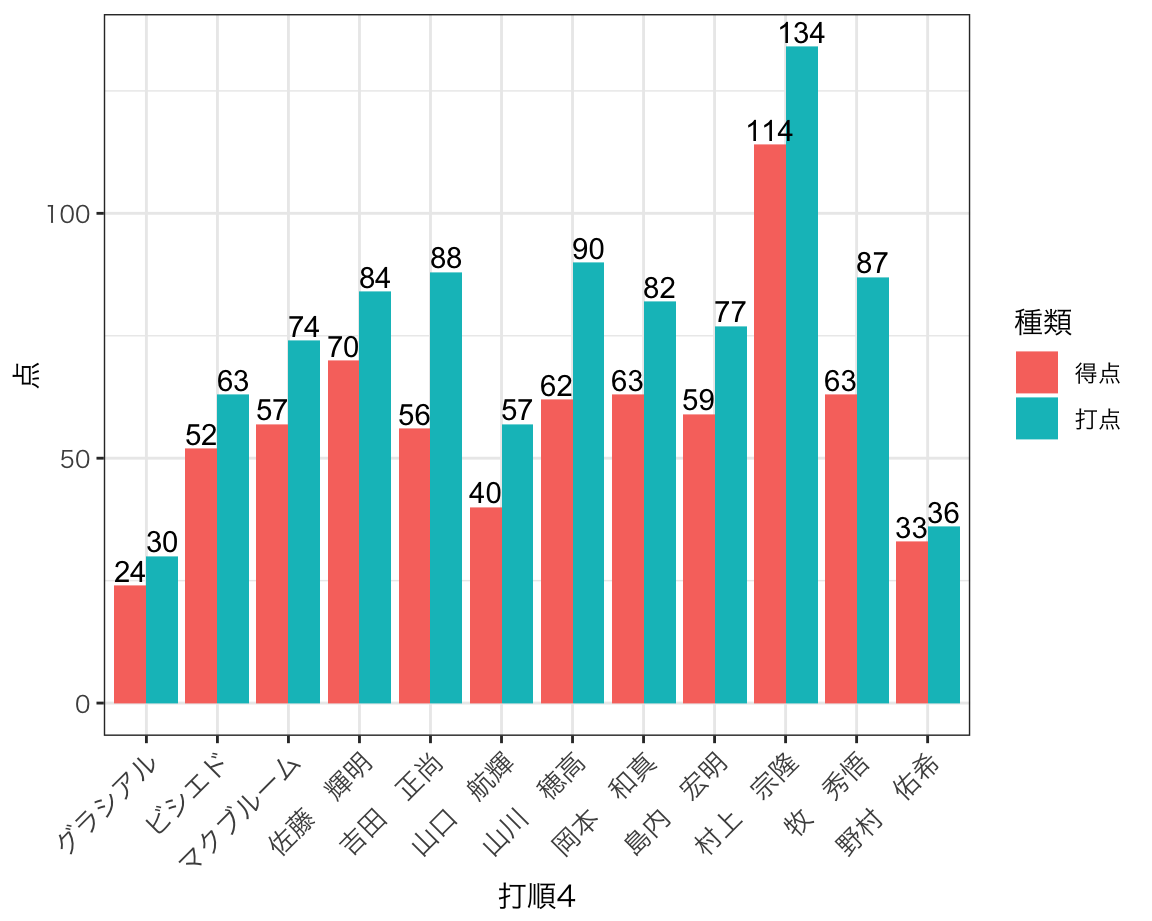 134
114
100
90
88
87
84
82
77
74
70
63
62
63
63
59
57
56
57
52
50
40
36
33
30
24
0
点
グラシアル
ビシエド
マクブルーム
佐藤　輝明
吉田　正尚
山口　航輝
山川　穂高
岡本　和真
島内　宏明
村上　宗隆
牧　秀悟
野村　佑希
打順4
種類
得点
打点